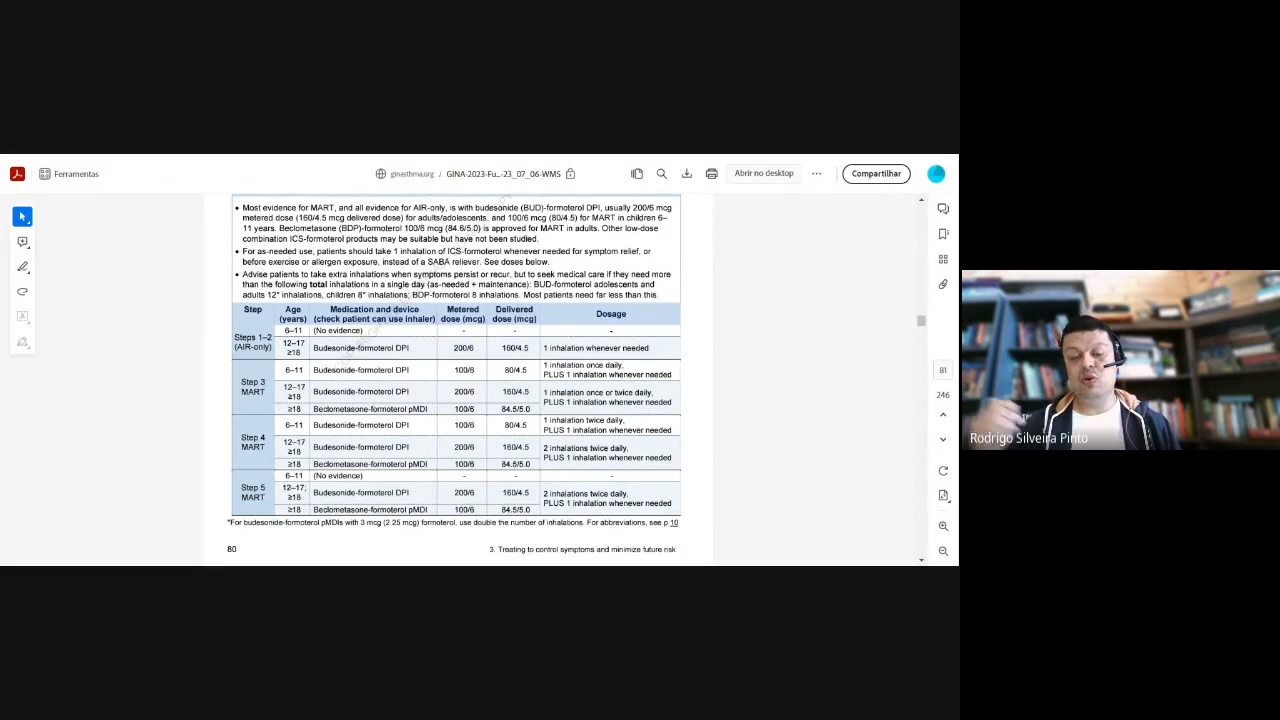 Ferramentas
ginasthma.org / GINA-2023-Fu...-23_07_06-WMS
Abrir no desktop
Compartilhar
• Most evidence for MART, and all evidence for AIR-only, is with budesonide (BUD)-formoterol DPI, usually 200/6 mcg
metered dose (160/4.5 mcg delivered dose) for adults/adolescents, and 100/6 mcg (80/4.5) for MART in children 6–
11 years. Beclometasone (BDP)-formoterol 100/6 mcg (84.6/5.0) is approved for MART in adults. Other low-dose
combination ICS-formoterol products may be suitable but have not been studied.
• For as-needed use, patients should take 1 inhalation of ICS-formoterol whenever needed for symptom relief, or
before exercise or allergen exposure, instead of a SABA reliever. See doses below.
• Advise patients to take extra inhalations when symptoms persist or recur, but to seek medical care if they need more
than the following total inhalations in a single day (as-needed + maintenance): BUD-formoterol adolescents and
adults 12* inhalations, children 8* inhalations; BDP-formoterol 8 inhalations. Most patients need far less than this.
Step Age (years) Medication and device (check patient can use inhaler) Metered dose (mcg) Delivered dose (mcg) Dosage
Steps 1–2 (AIR-only) 6–11 (No evidence) - - -
12–17 ≥18 Budesonide-formoterol DPI 200/6 160/4.5 1 inhalation whenever needed
Step 3 MART 6–11 Budesonide-formoterol DPI 100/6 80/4.5 1 inhalation once daily, PLUS 1 inhalation whenever needed
12–17 ≥18 Budesonide-formoterol DPI 200/6 160/4.5 1 inhalation once or twice daily, PLUS 1 inhalation whenever needed
≥18 Beclometasone-formoterol pMDI 100/6 84.5/5.0
Step 4 MART 6–11 Budesonide-formoterol DPI 100/6 80/4.5 1 inhalation twice daily, PLUS 1 inhalation whenever needed
12–17 ≥18 Budesonide-formoterol DPI 200/6 160/4.5 2 inhalations twice daily, PLUS 1 inhalation whenever needed
≥18 Beclometasone-formoterol pMDI 100/6 84.5/5.0
Step 5 MART 6–11 (No evidence) - - -
12–17; ≥18 Budesonide-formoterol DPI 200/6 160/4.5 2 inhalations twice daily, PLUS 1 inhalation whenever needed
≥18 Beclometasone-formoterol pMDI 100/6 84.5/5.0
*For budesonide-formoterol pMDIs with 3 mcg (2.25 mcg) formoterol, use double the number of inhalations. For abbreviations, see p 10
80
3. Treating to control symptoms and minimize future risk
81
246
Rodrigo Silveira Pinto